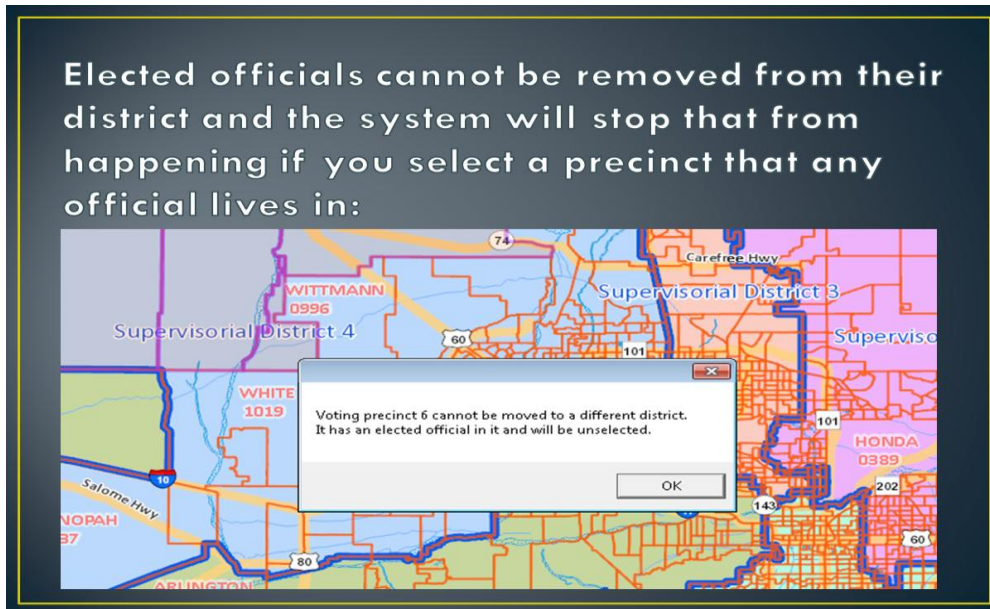 Elected officials cannot be removed from their
district and the system will stop that from
happening if you select a precinct that any
official lives in:
74
Carefree Hwy
WITTMANN
0996
Supervisorial District 3
Supervisorial District 4
60
101
Superviso
WHITE
1019
Voting precinct 6 cannot be moved to a different district.
It has an elected official in it and will be unselected.
OK
101
HONDA
0389
10
Salome Hwy
202
143
NOPAH
37
60
80
ARLINGTON